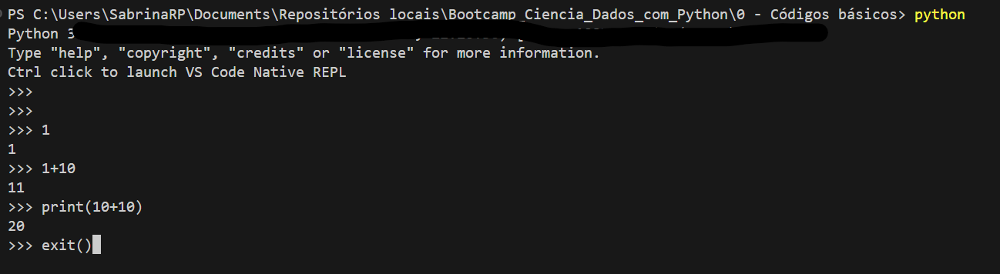 PS C:\Users\SabrinaRP\Documents\Repositórios locais\Bootcamp_Ciencia_Dados_com_Python\0 - Códigos básicos> python
Python 3
Type "help", "copyright", "credits" or "license" for more information.
Ctrl click to launch VS Code Native REPL
>>>
>>>
>>> 1
1
>>> 1+10
11
>>> print(10+10)
20
>>> exit()